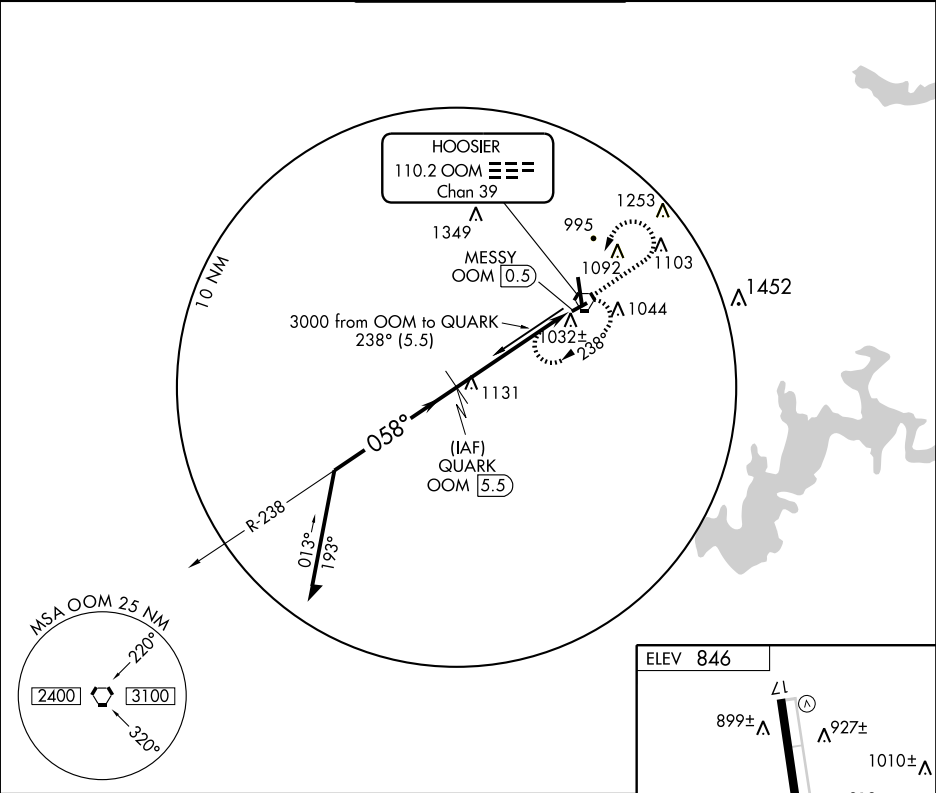 HOOSIER
110.2 OOM
Chan 39
1349
995
1253
1092
1103
MESSY
OOM 0.5
1452
1044
10 NM
3000 from OOM to QUARK
238° (5.5)
1032±
238°
1131
058°
(IAF)
QUARK
OOM 5.5
R-238
013°
193°
MSA OOM 25 NM
220°
2400
3100
320°
ELEV 846
17
899±
927±
1010±